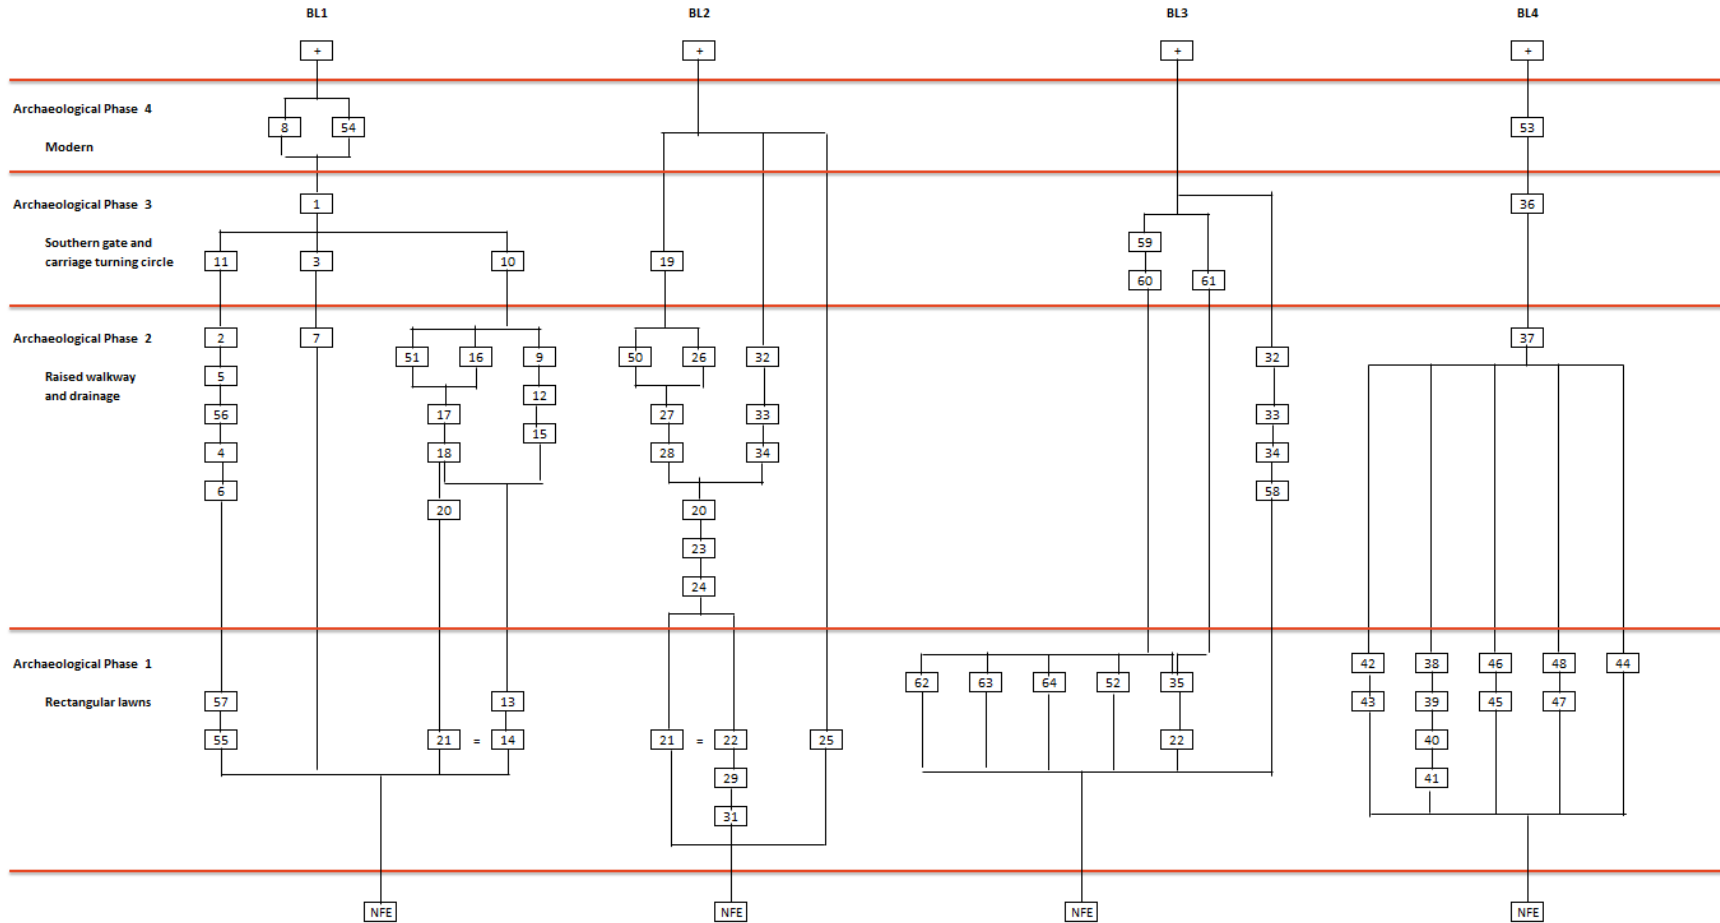 BL1 BL2 BL3 BL4
+ + + +
Archaeological Phase 4
8 54 53
Modern
Archaeological Phase 3 1 36
Southern gate and 59
carriage turning circle 11 3 10 19
60 61
Archaeological Phase 2 2 7 37
51 16 9 50 26 32 32
Raised walkway 5
and drainage 12
56 17 27 33 33
15
4 18 28 34 34
6 58
20 20
23
24
Archaeological Phase 1 42 38 46 48 44
62 63 64 52 35
Rectangular lawns 57 13 43 39 45 47
55 21 = 14 21 = 22 25 22 40
29 41
31
NFE NFE NFE NFE